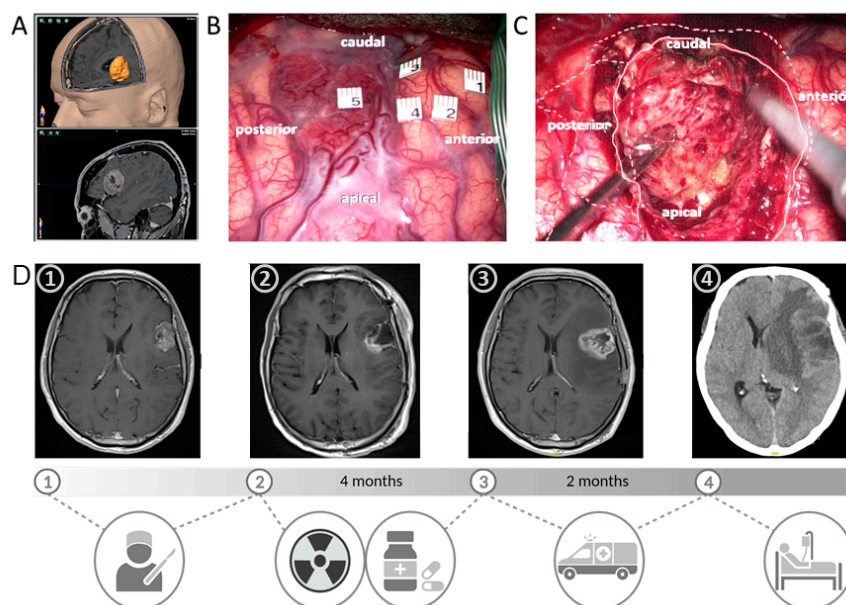 A
B
C
caudal
posterior
anterior
apical
5
3
4
2
1
caudal
posterior
anterior
apical
D
1
2
3
4
1
2
4 months
3
2 months
4